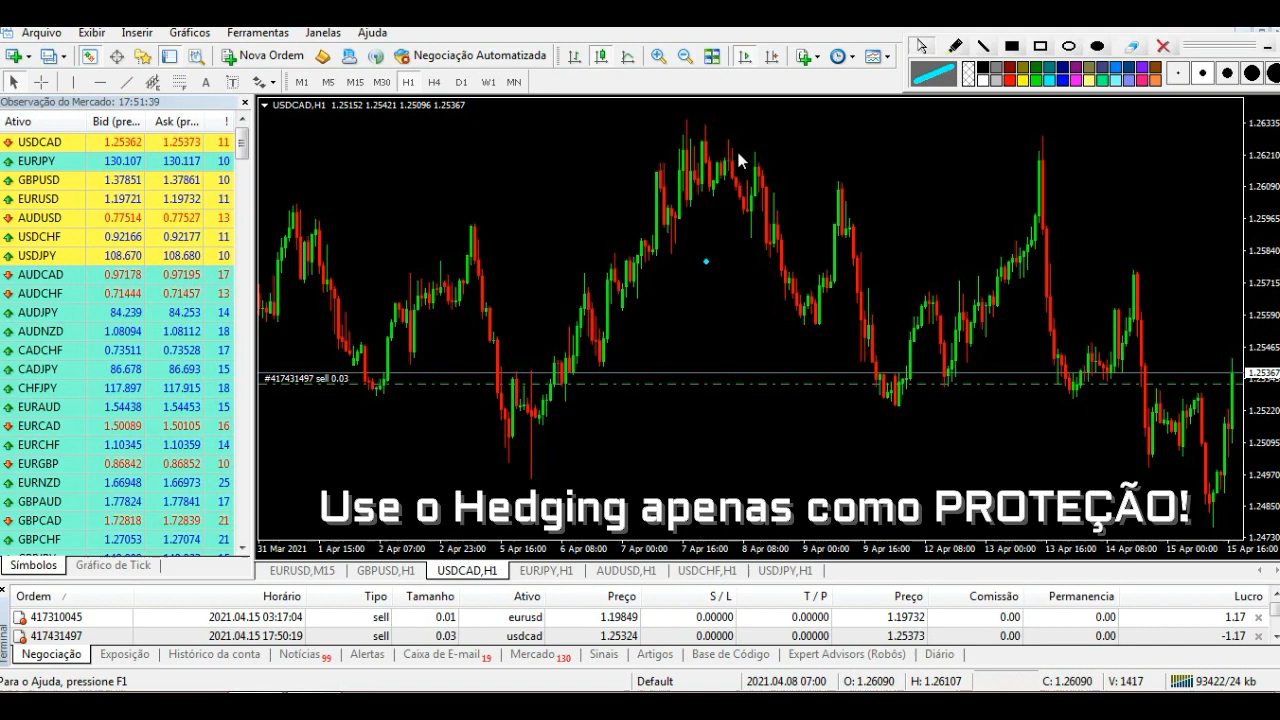 Arquivo Exibir Inserir Gráficos Ferramentas Janelas Ajuda
Nova Ordem Negociação Automatizada
M1 M5 M15 M30 H1 D1 W1 MN
Observação do Mercado: 17:51:39
Ativo Bid (pre... Ask (pr... !
USDCAD 1.25362 1.25373 11
EURJPY 130.107 130.117 10
GBPUSD 1.37851 1.37861 10
EURUSD 1.19721 1.19732 11
AUDUSD 0.77514 0.77527 13
USDCHF 0.92166 0.92177 11
USDJPY 108.670 108.680 10
AUDCAD 0.97178 0.97195 17
AUDCHF 0.71444 0.71457 13
AUDJPY 84.239 84.253 14
AUDNZD 1.08094 1.08112 18
CADCHF 0.73511 0.73528 17
CADJPY 86.678 86.693 15
CHFJPY 117.897 117.915 18
EURAUD 1.54438 1.54453 15
EURCAD 1.50089 1.50105 16
EURCHF 1.10345 1.10359 14
EURGBP 0.86842 0.86852 10
EURNZD 1.66948 1.66973 25
GBPAUD 1.77824 1.77841 17
GBPCAD 1.72818 1.72839 21
GBPCHF 1.27053 1.27074 21
Símbolos Gráfico de Tick
USDCAD,H1 1.25152 1.25421 1.25096 1.25367
1.26335
1.26210
1.26090
1.25965
1.25840
1.25715
1.25590
1.25465
1.25367
1.25220
1.25095
1.24970
1.24850
1.24730
#417431497 sell 0.03
Use o Hedging apenas como PROTEÇÃO!
31 Mar 2021 1 Apr 15:00 2 Apr 07:00 2 Apr 23:00 5 Apr 16:00 6 Apr 08:00 7 Apr 00:00 7 Apr 16:00 8 Apr 08:00 9 Apr 00:00 9 Apr 16:00 12 Apr 08:00 13 Apr 00:00 13 Apr 16:00 14 Apr 08:00 15 Apr 00:00 15 Apr 16:00
EURUSD,M15 GBPUSD,H1 USDCAD,H1 EURJPY,H1 AUDUSD,H1 USDCHF,H1 USDJPY,H1
Ordem Horário Tipo Tamanho Ativo Preço S / L T / P Preço Comissão Permanencia Lucro
417310045 2021.04.15 03:17:04 sell 0.01 eurusd 1.19849 0.00000 0.00000 1.19732 0.00 0.00 1.17
417431497 2021.04.15 17:50:19 sell 0.03 usdcad 1.25324 0.00000 0.00000 1.25373 0.00 0.00 -1.17
Terminal
Negociação Exposição Histórico da conta Notícias 99 Alertas Caixa de E-mail 19 Mercado 130 Sinais Artigos Base de Código Expert Advisors (Robôs) Diário
Para o Ajuda, pressione F1 Default 2021.04.08 07:00 O: 1.26090 H: 1.26107 C: 1.26090 V: 1417 93422/24 kb